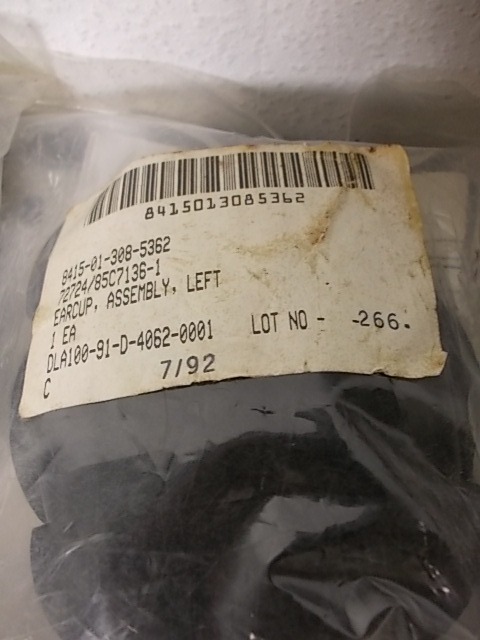 8415013085362
8415-01-308-5362
72724/85C7136-1
EARCUP, ASSEMBLY, LEFT
1 EA
DLA100-91-D-4062-0001 LOT NO - -266.
C 7/92